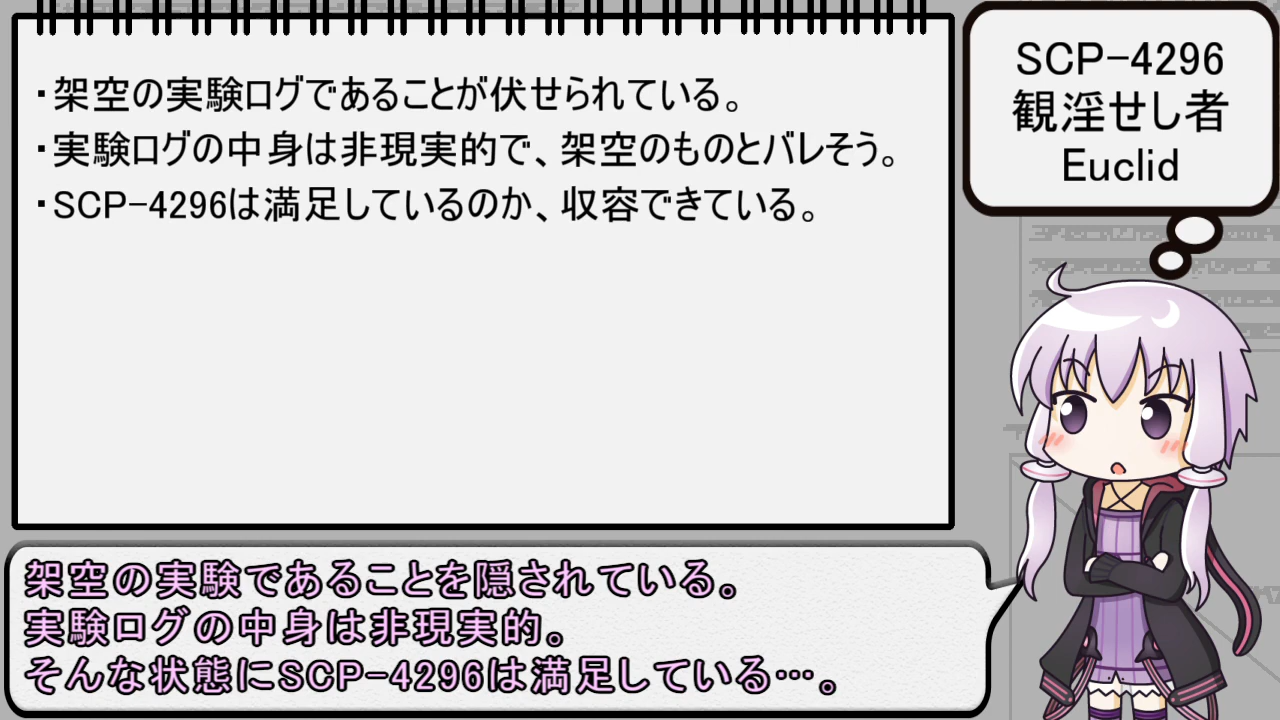 ・架空の実験ログであることが伏せられている。
・実験ログの中身は非現実的で、架空のものとバレそう。
・SCP-4296は満足しているのか、収容できている。
SCP-4296
観淫せし者
Euclid
架空の実験であることを隠されている。
実験ログの中身は非現実的。
そんな状態にSCP-4296は満足している…。